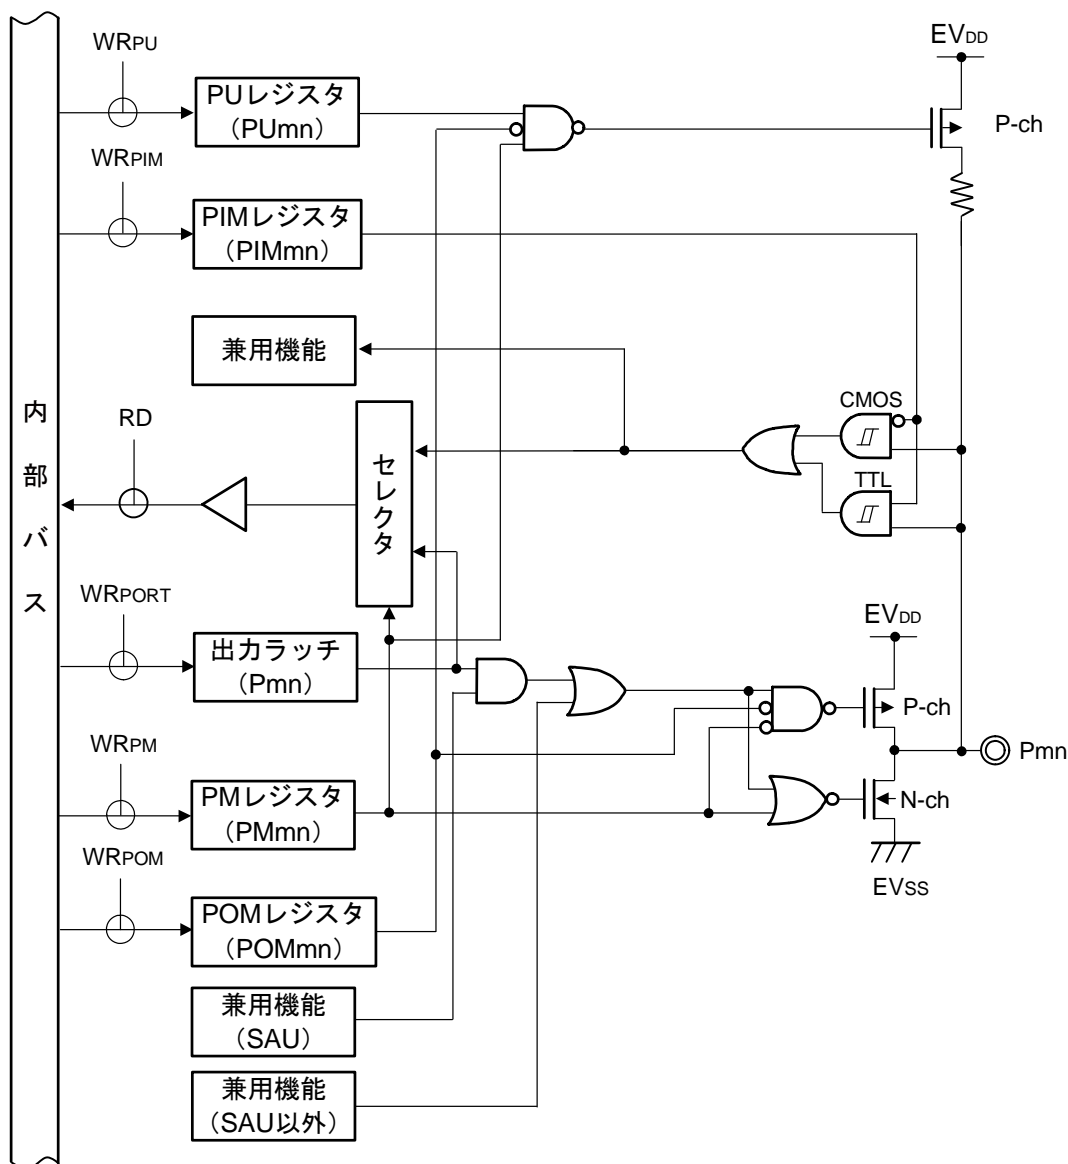 WRPU
EVDD
PUレジスタ
(PUmn)
P-ch
WRPIM
PIMレジスタ
(PIMmn)
兼用機能
CMOS
内部バス
RD
セレクタ
TTL
WRPORT
EVDD
出力ラッチ
(Pmn)
P-ch
WRPM
Pmn
PMレジスタ
(PMmn)
N-ch
WRPOM
EVSS
POMレジスタ
(POMmn)
兼用機能
(SAU)
兼用機能
(SAU以外)